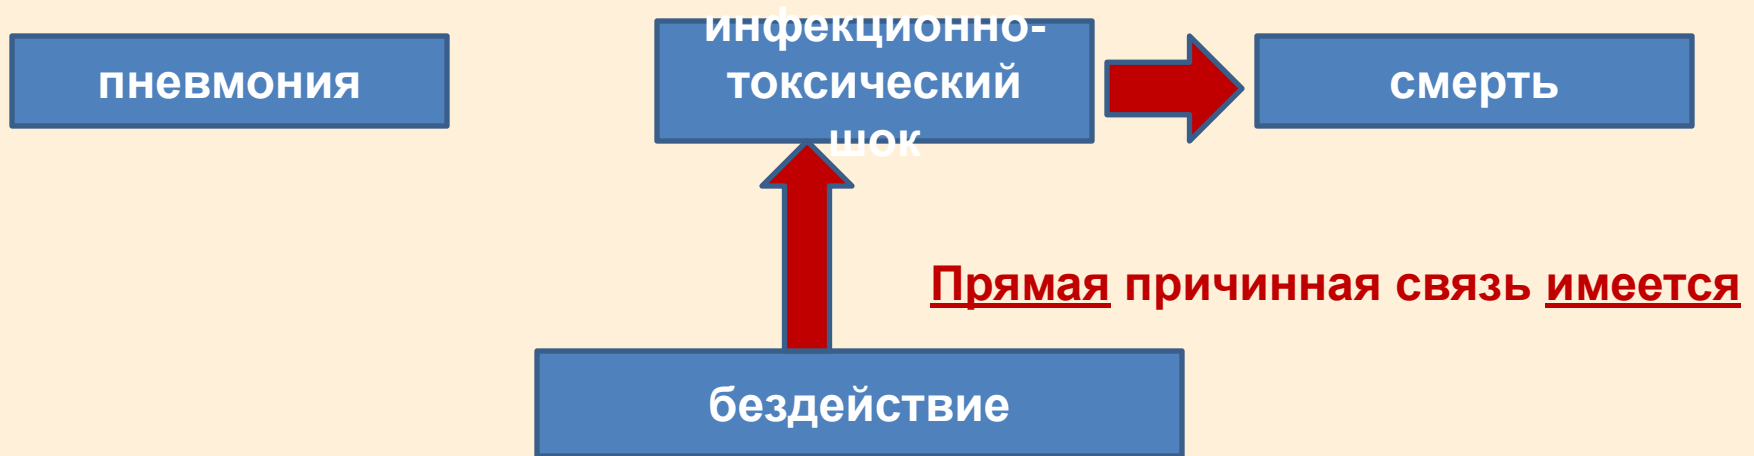 пневмония
инфекционно-
токсический
шок
смерть
Прямая причинная связь имеется
бездействие